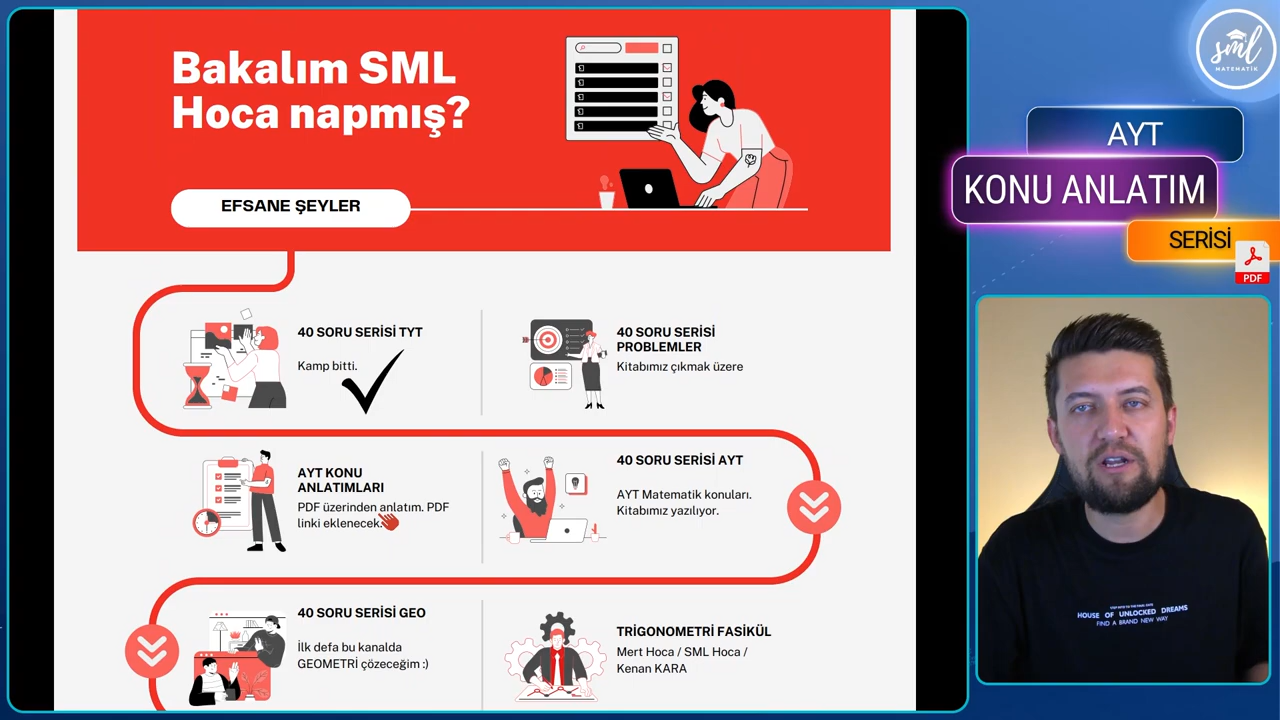 Bakalım SML
Hoca napmış?
EFSANE ŞEYLER
40 SORU SERİSİ TYT
Kamp bitti.
40 SORU SERİSİ
PROBLEMLER
Kitabımız çıkmak üzere
AYT KONU
ANLATIMLARI
PDF üzerinden anlatım. PDF
linki eklenecek.
40 SORU SERİSİ AYT
AYT Matematik konuları.
Kitabımız yazılıyor.
40 SORU SERİSİ GEO
İlk defa bu kanalda
GEOMETRİ çözeceğim :)
TRİGONOMETRİ FASİKÜL
Mert Hoca / SML Hoca /
Kenan KARA
sml
MATEMATİK
AYT
KONU ANLATIM
SERİSİ
PDF
HOUSE OF UNLOCKED DREAMS
FIND A BRAND NEW WAY